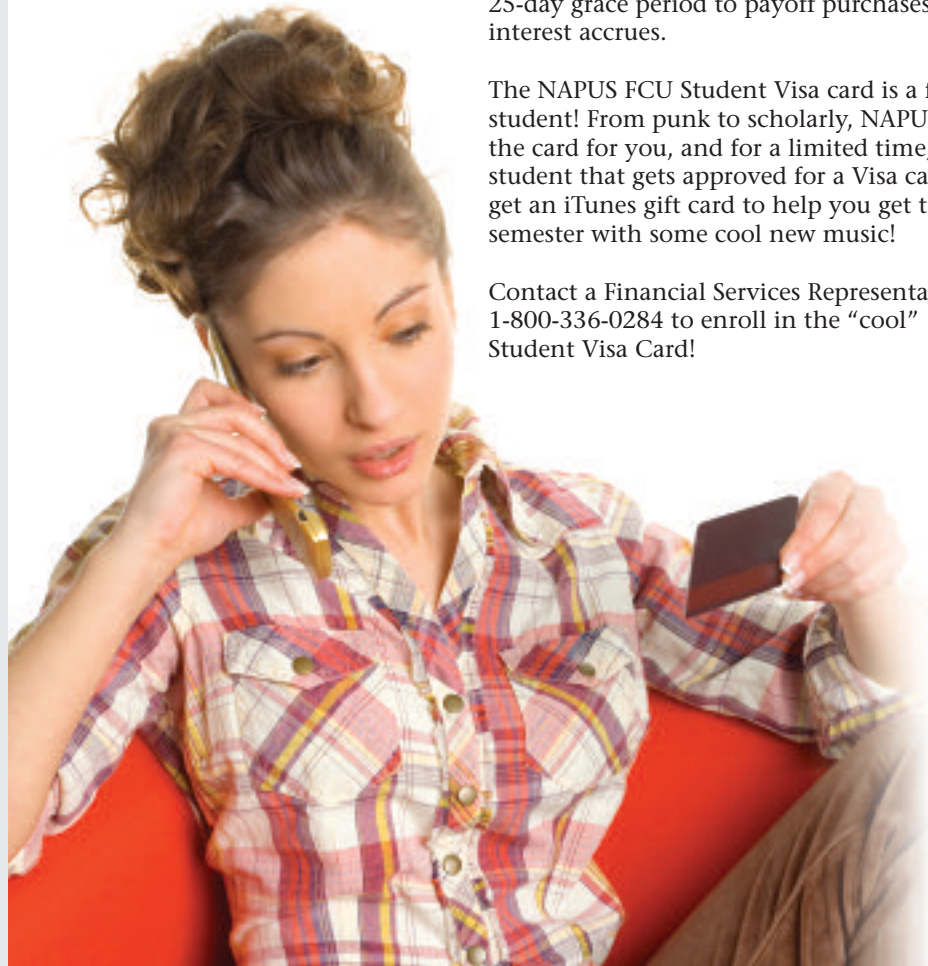 25-day grace period to payoff purchases
interest accrues.
The NAPUS FCU Student Visa card is a
student! From punk to scholarly,
the card for you, and for a limited time,
student that gets approved for a Visa
get an iTunes gift card to help you get
semester with some cool new music!
Contact a Financial Services
1-800-336-0284 to enroll in the “cool”
Student Visa Card!